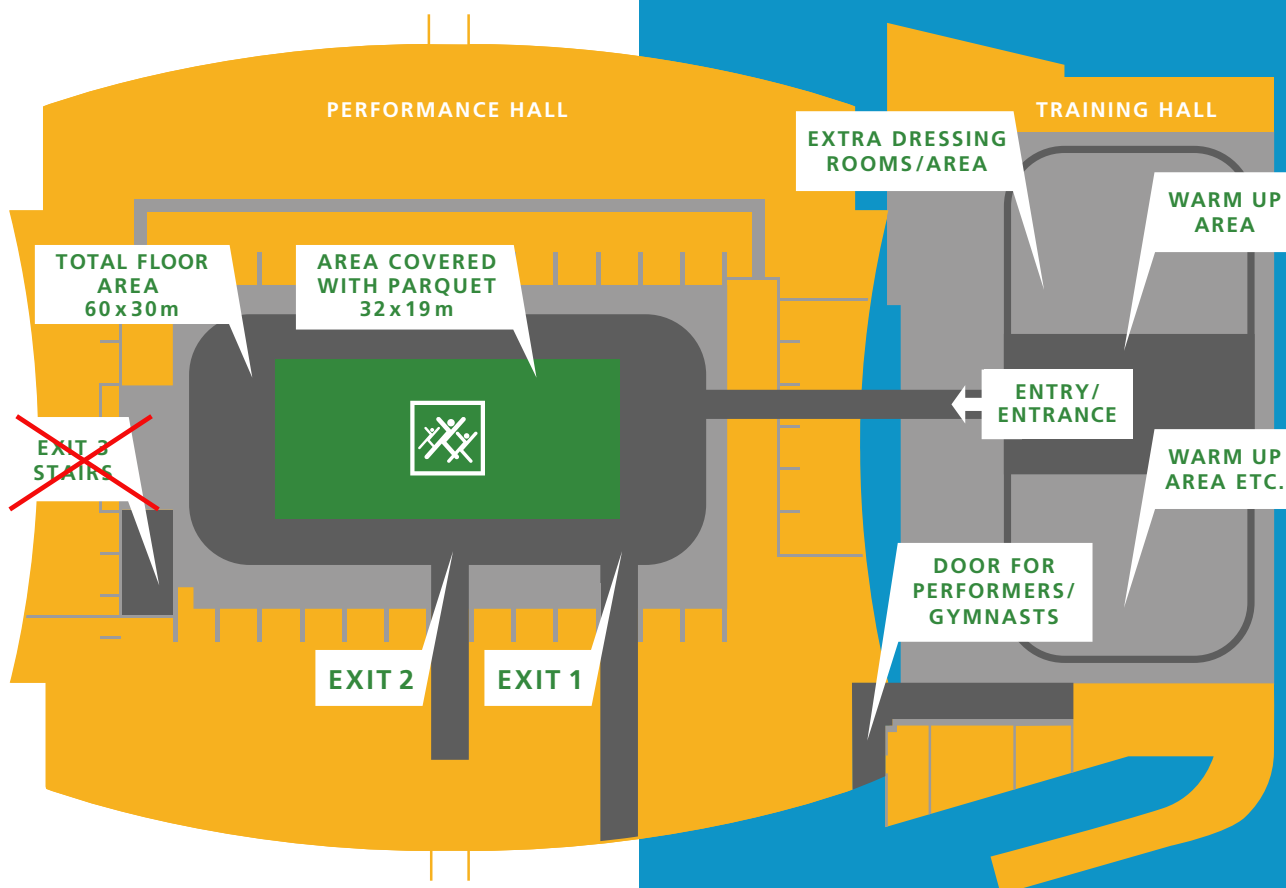 PERFORMANCE HALL
TRAINING HALL
EXTRA DRESSING
ROOMS/AREA
WARM UP
AREA
TOTAL FLOOR
AREA
60x30m
AREA COVERED
WITH PARQUET
32x19m
ENTRY/
ENTRANCE
EXIT 3
STAIRS
WARM UP
AREA ETC.
DOOR FOR
PERFORMERS/
GYMNASTS
EXIT 2
EXIT 1